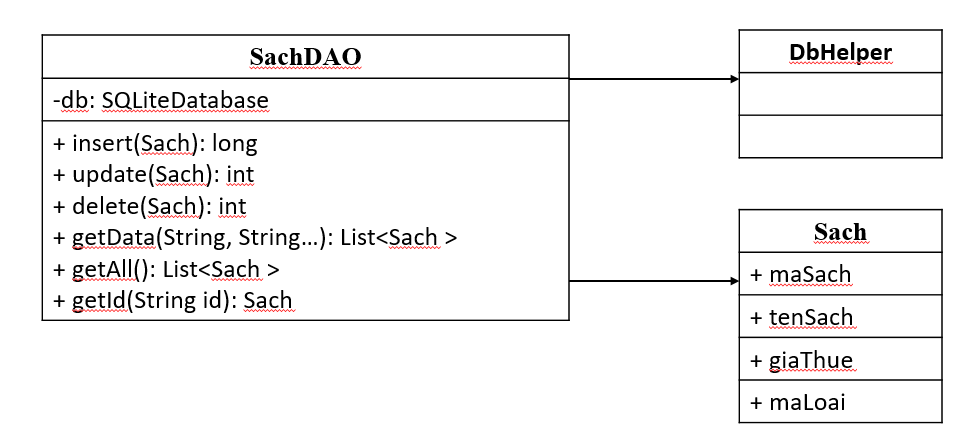 SachDAO
-db: SQLiteDatabase
+ insert(Sach): long
+ update(Sach): int
+ delete(Sach): int
+ getData(String, String...): List<Sach >
+ getAll(): List<Sach >
+ getId(String id): Sach
DbHelper
Sach
+ maSach
+ tenSach
+ giaThue
+ maLoai